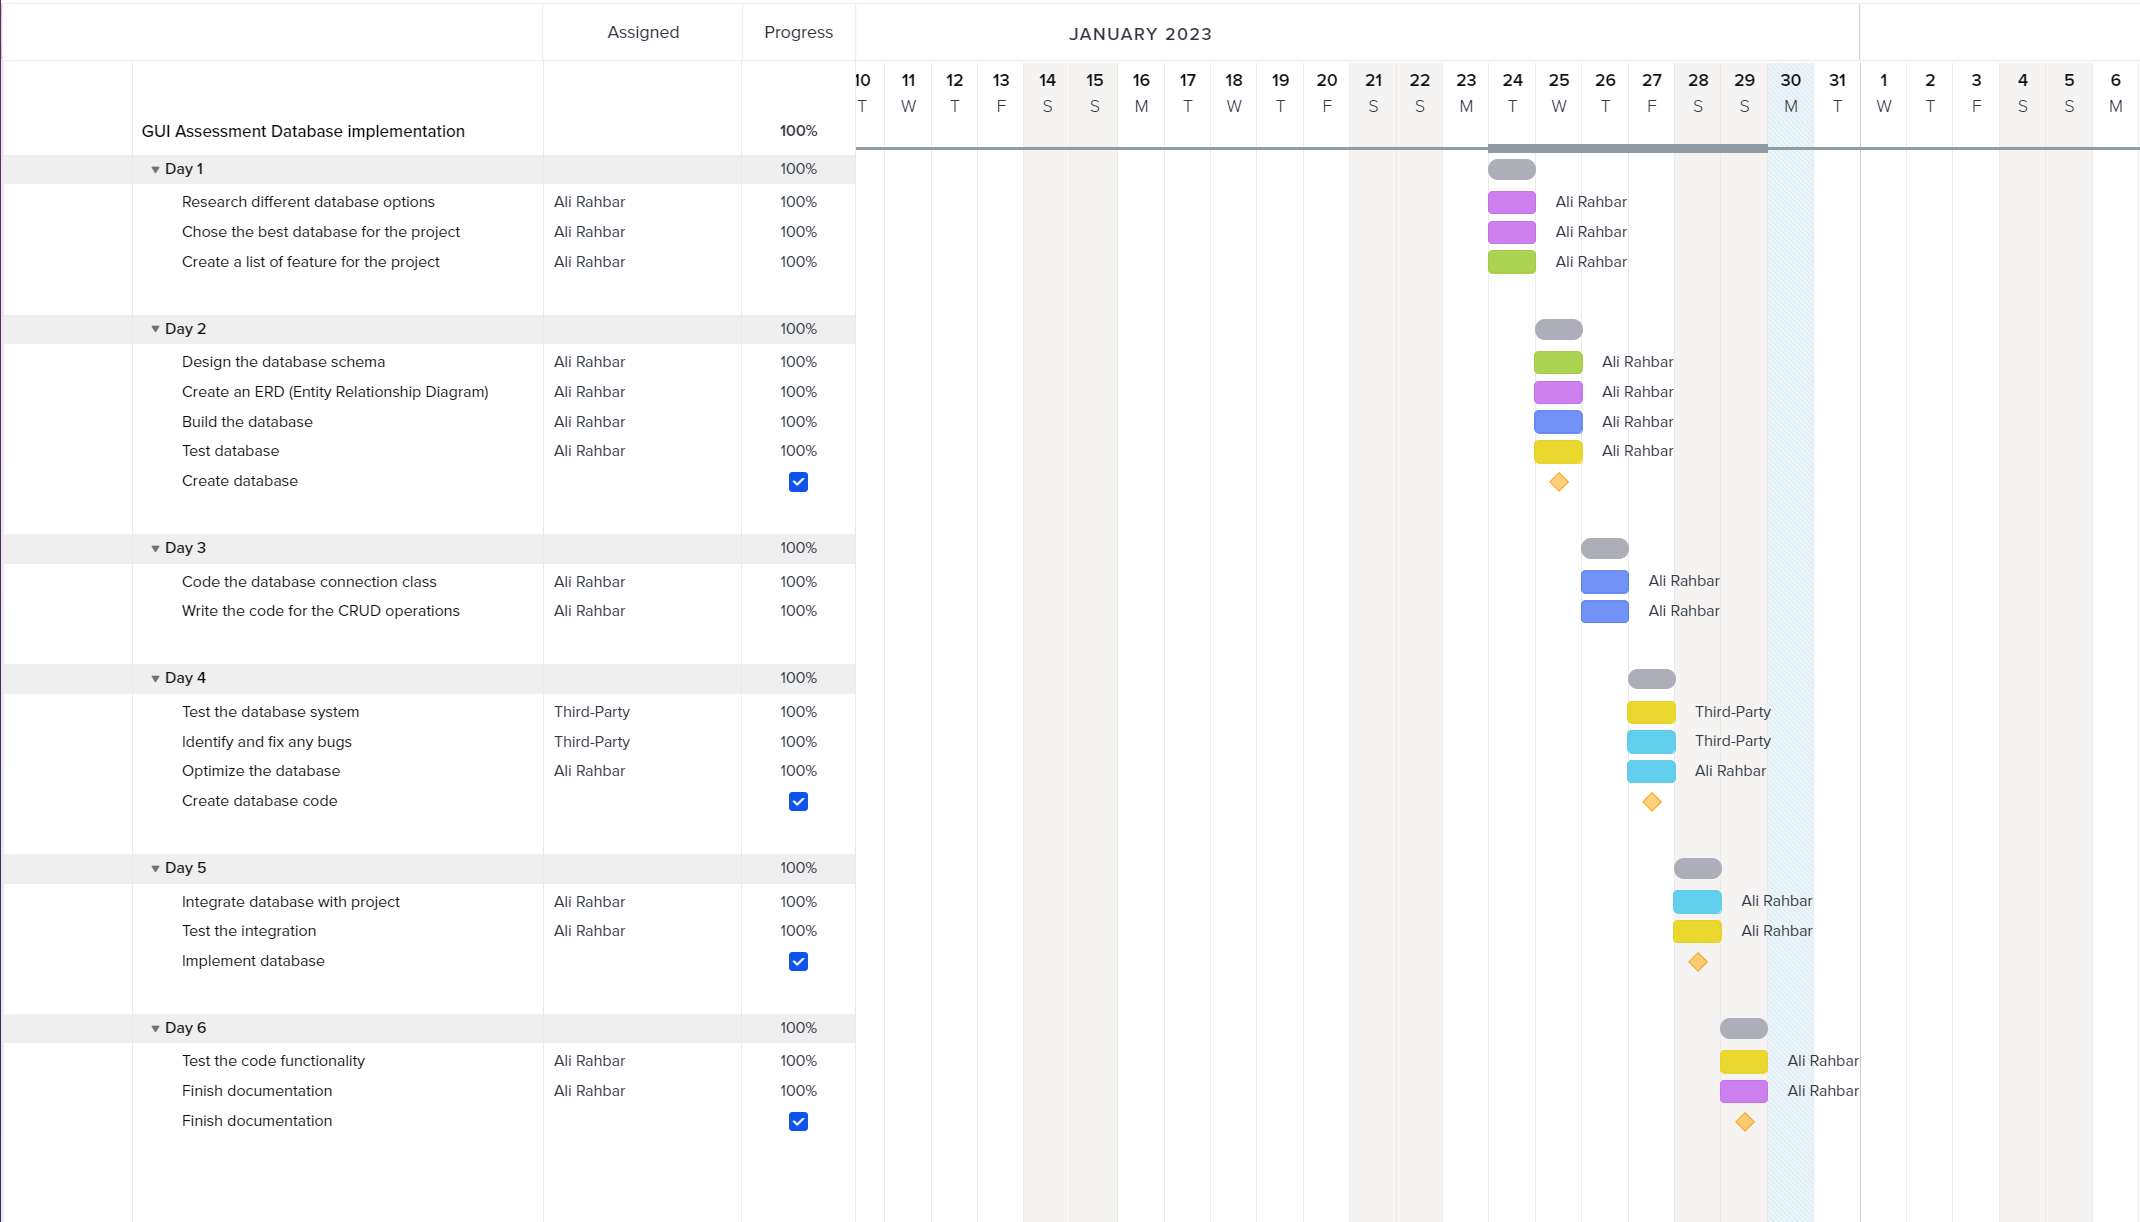 Assigned Progress JANUARY 2023
10 11 12 13 14 15 16 17 18 19 20 21 22 23 24 25 26 27 28 29 30 31 1 2 3 4 5 6
T W T F S S M T W T F S S M T W T F S S M T W T F S S M
GUI Assessment Database implementation 100%
Day 1 100%
Research different database options Ali Rahbar 100% Ali Rahbar
Chose the best database for the project Ali Rahbar 100% Ali Rahbar
Create a list of feature for the project Ali Rahbar 100% Ali Rahbar
Day 2 100%
Design the database schema Ali Rahbar 100% Ali Rahbar
Create an ERD (Entity Relationship Diagram) Ali Rahbar 100% Ali Rahbar
Build the database Ali Rahbar 100% Ali Rahbar
Test database Ali Rahbar 100% Ali Rahbar
Create database
Day 3 100%
Code the database connection class Ali Rahbar 100% Ali Rahbar
Write the code for the CRUD operations Ali Rahbar 100% Ali Rahbar
Day 4 100%
Test the database system Third-Party 100% Third-Party
Identify and fix any bugs Third-Party 100% Third-Party
Optimize the database Ali Rahbar 100% Ali Rahbar
Create database code
Day 5 100%
Integrate database with project Ali Rahbar 100% Ali Rahbar
Test the integration Ali Rahbar 100% Ali Rahbar
Implement database
Day 6 100%
Test the code functionality Ali Rahbar 100% Ali Rahbar
Finish documentation Ali Rahbar 100% Ali Rahbar
Finish documentation